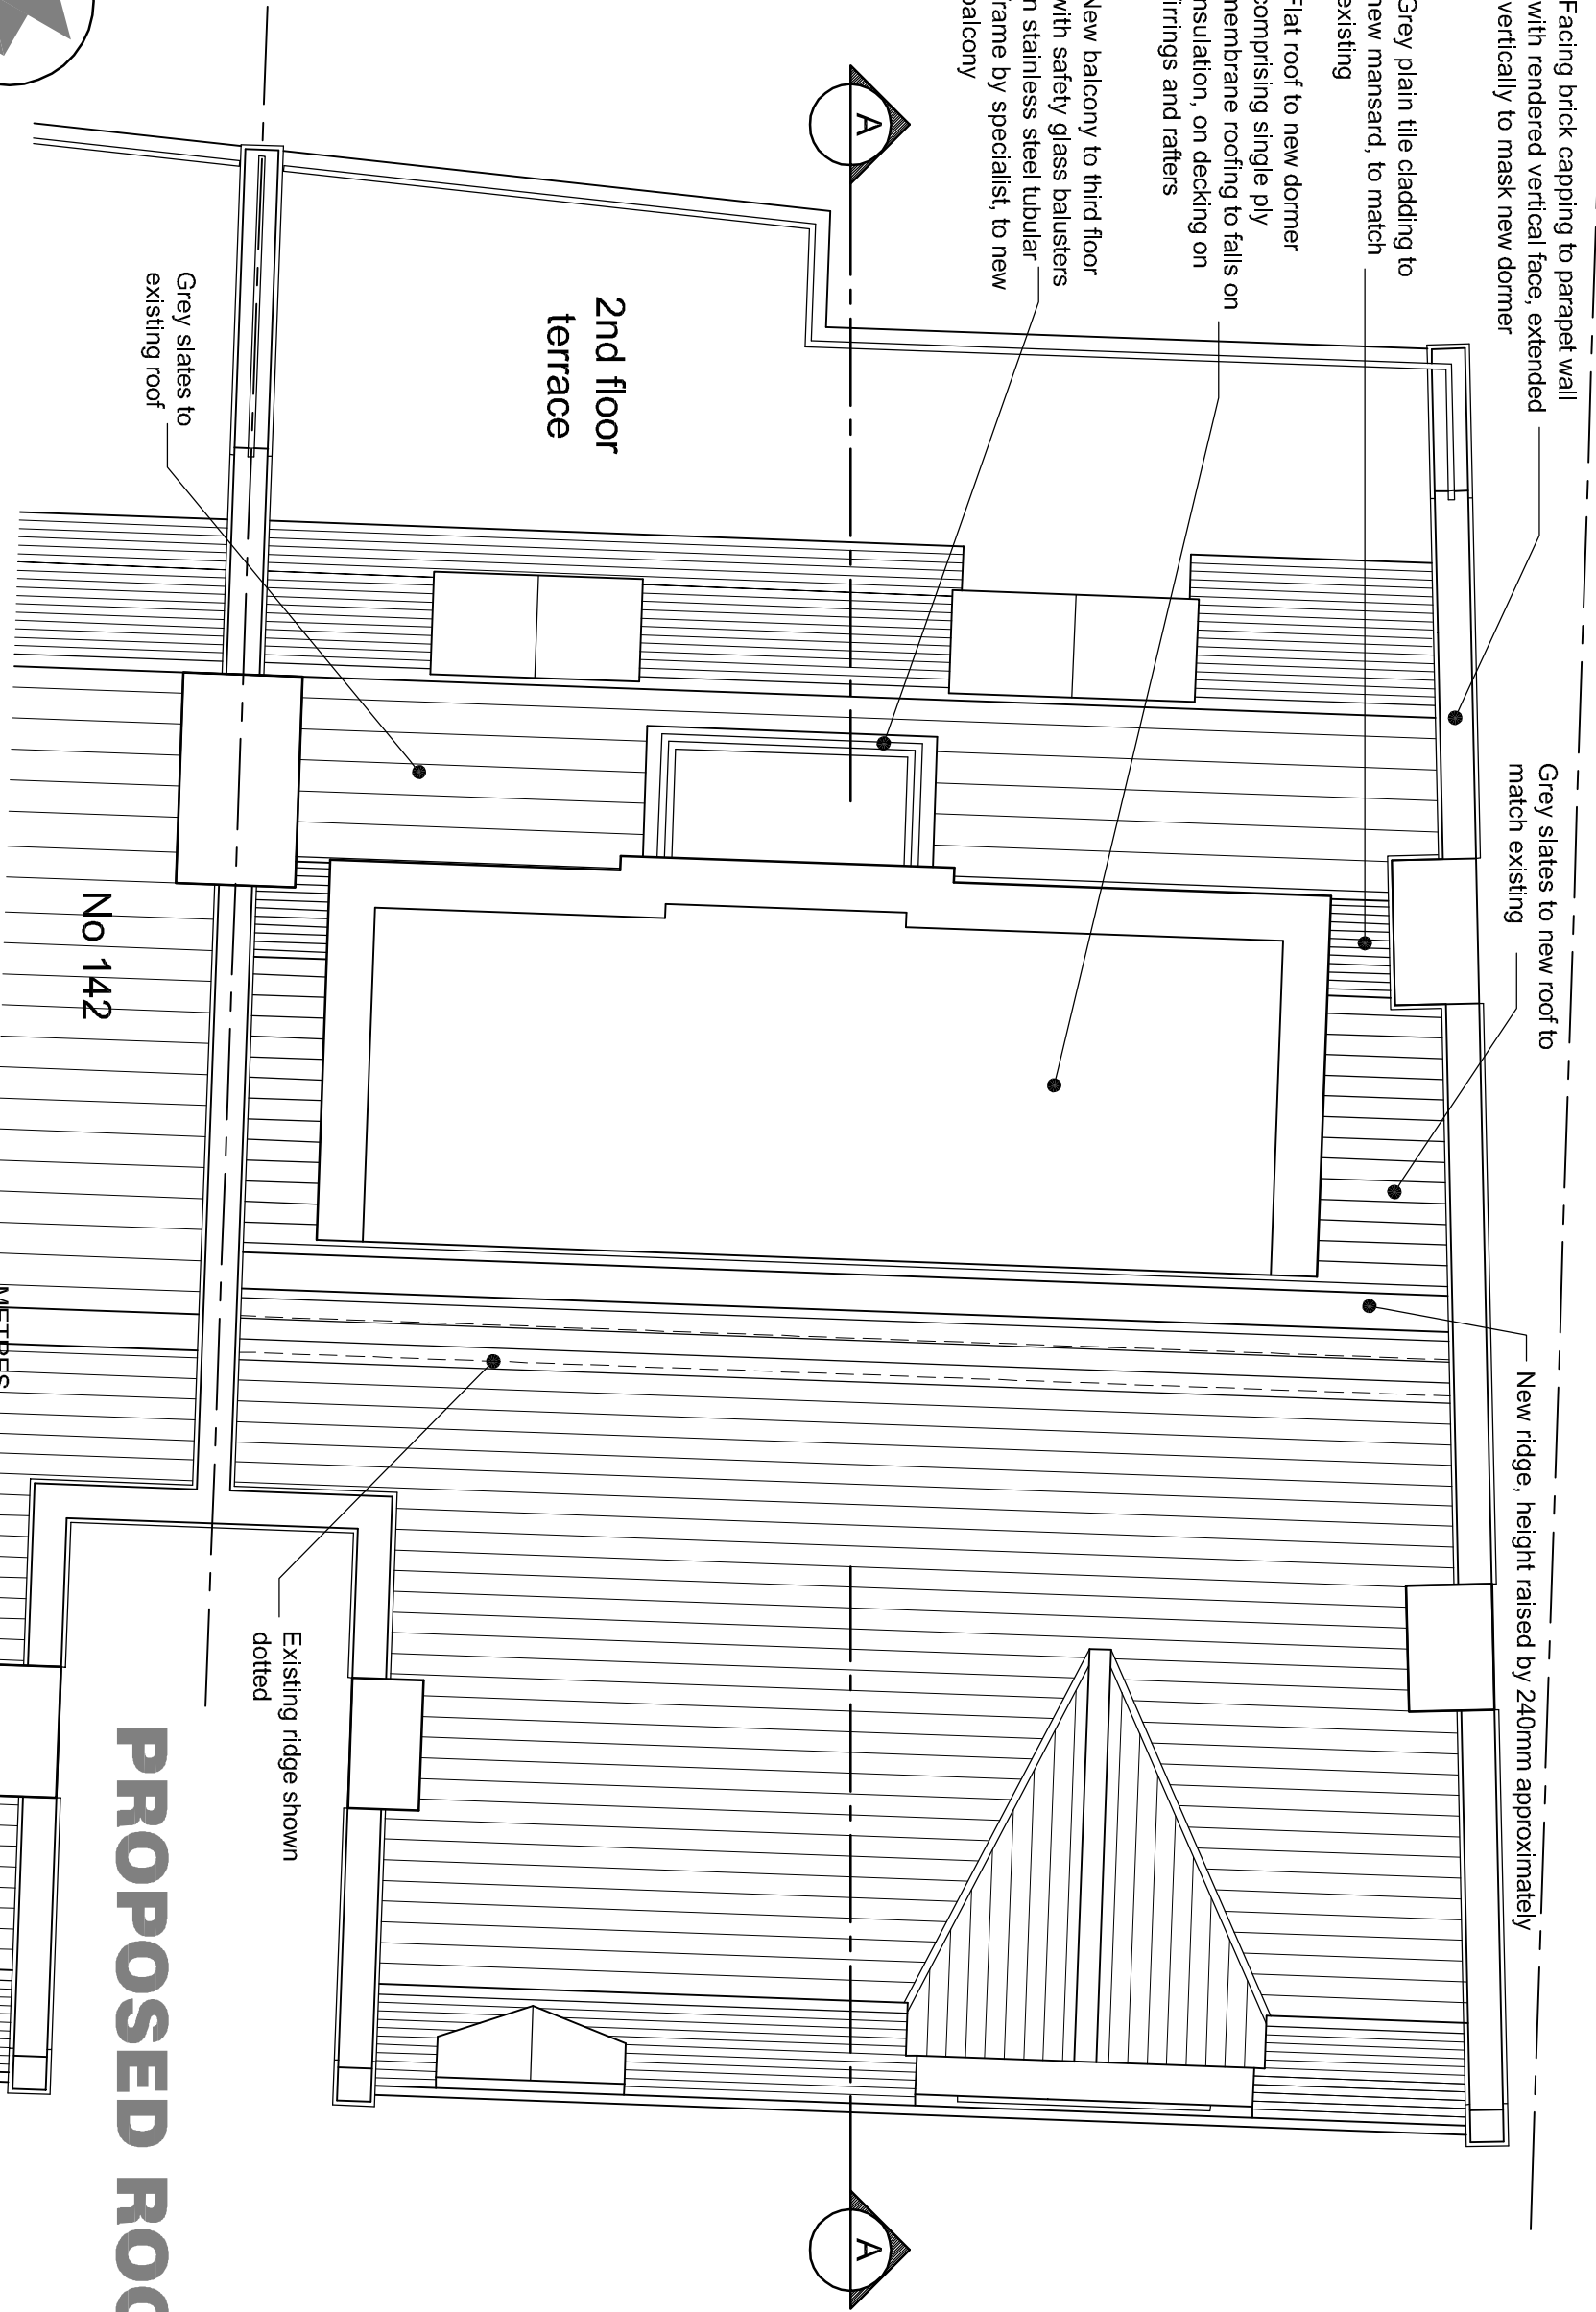 Facing brick capping to parapet wall
with rendered vertical face, extended
vertically to mask new dormer
Grey plain tile cladding to
new mansard, to match
existing
Flat roof to new dormer
comprising single ply
membrane roofing to falls on
insulation, on decking on
firrings and rafters
New balcony to third floor
with safety glass balusters
in stainless steel tubular
frame by specialist, to new
balcony
A
2nd floor
terrace
Grey slates to
existing roof
Grey slates to new roof to
match existing
No 142
New ridge, height raised by 240mm approximately
Existing ridge shown
dotted
METRES
A
PROPOSED ROO